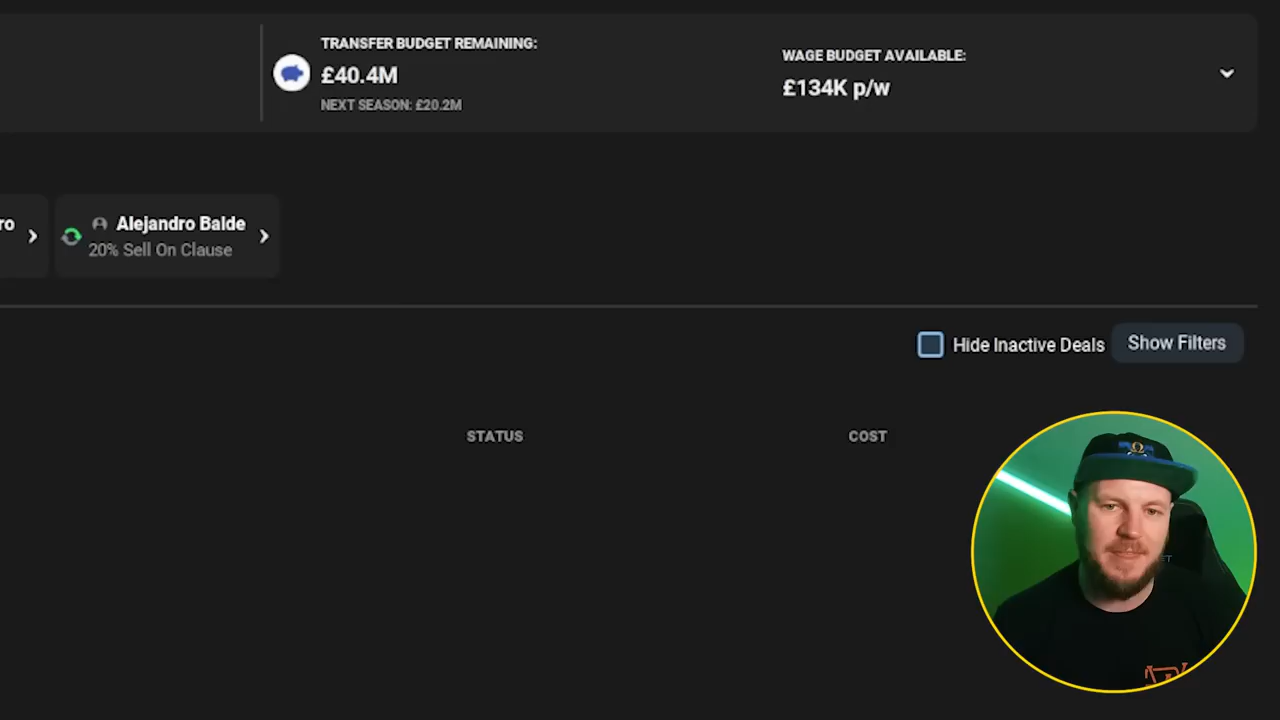 TRANSFER BUDGET REMAINING:
£40.4M
NEXT SEASON: £20.2M
WAGE BUDGET AVAILABLE:
£134K p/w
ro
Alejandro Balde
20% Sell On Clause
Hide Inactive Deals
Show Filters
STATUS
COST